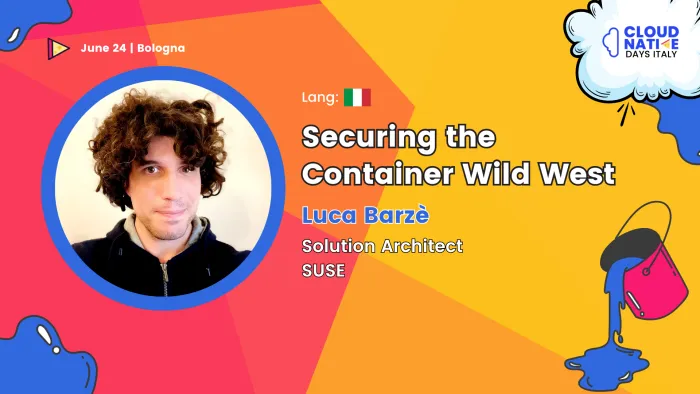 June 24 | Bologna
CLOUD
NATIVE
DAYS ITALY
Lang:
Securing the
Container Wild West
Luca Barzè
Solution Architect
SUSE